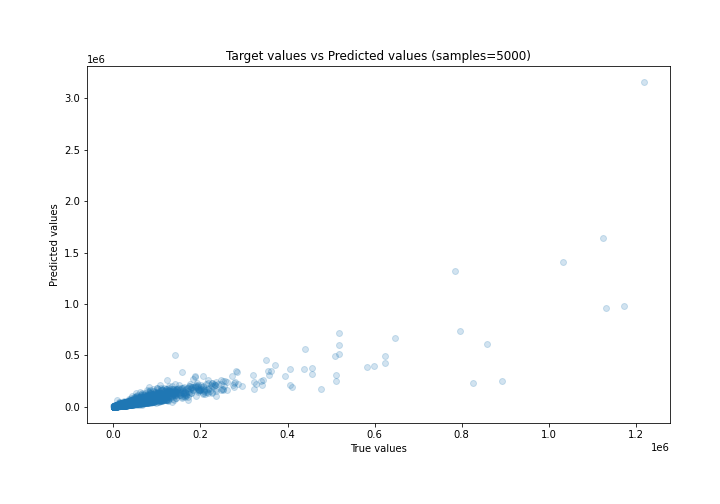 Target values vs Predicted values (samples=5000)
1e6
3.0
2.5
2.0
1.5
1.0
0.5
0.0
Predicted values
0.0 0.2 0.4 0.6 0.8 1.0 1.2
1e6
True values